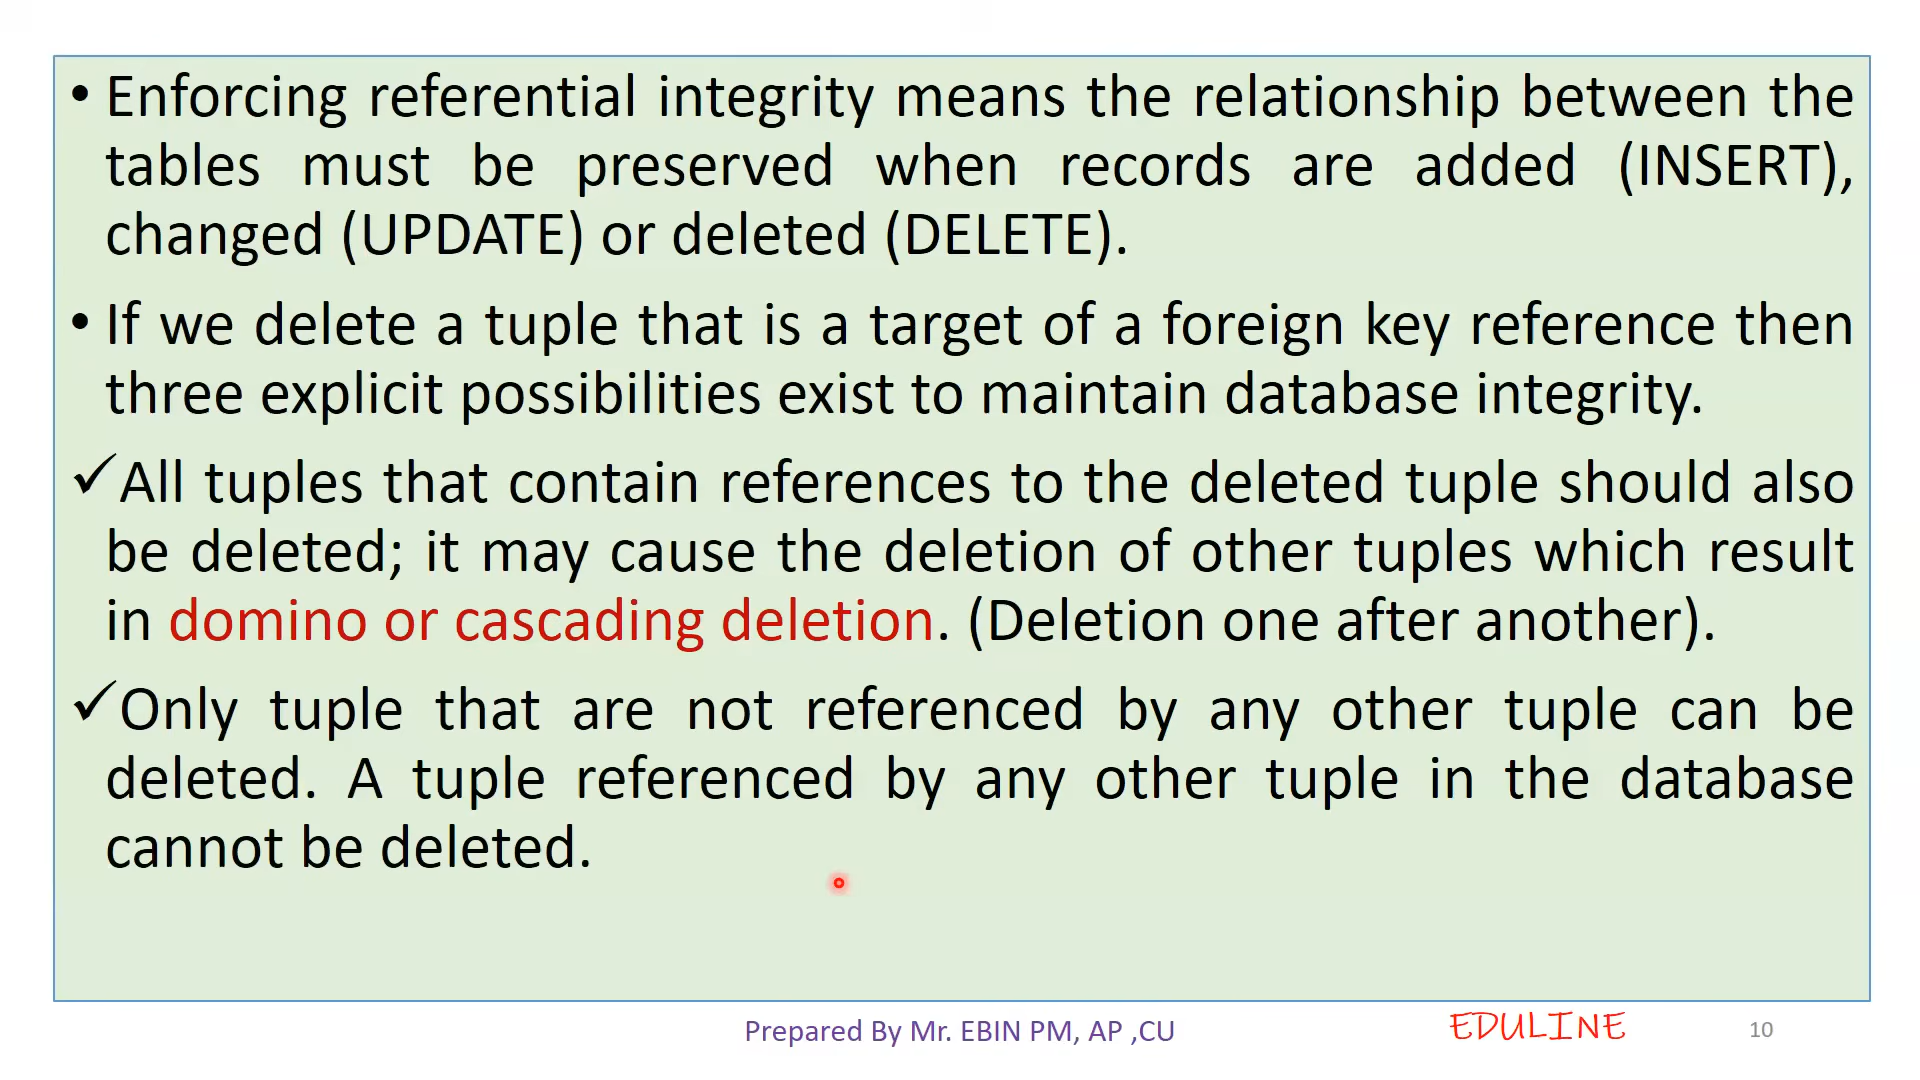 • Enforcing referential integrity means the relationship between the
tables must be preserved when records are added (INSERT),
changed (UPDATE) or deleted (DELETE).
• If we delete a tuple that is a target of a foreign key reference then
three explicit possibilities exist to maintain database integrity.
✓All tuples that contain references to the deleted tuple should also
be deleted; it may cause the deletion of other tuples which result
in domino or cascading deletion. (Deletion one after another).
✓Only tuple that are not referenced by any other tuple can be
deleted. A tuple referenced by any other tuple in the database
cannot be deleted.
Prepared By Mr. EBIN PM, AP ,CU
EDULINE
10